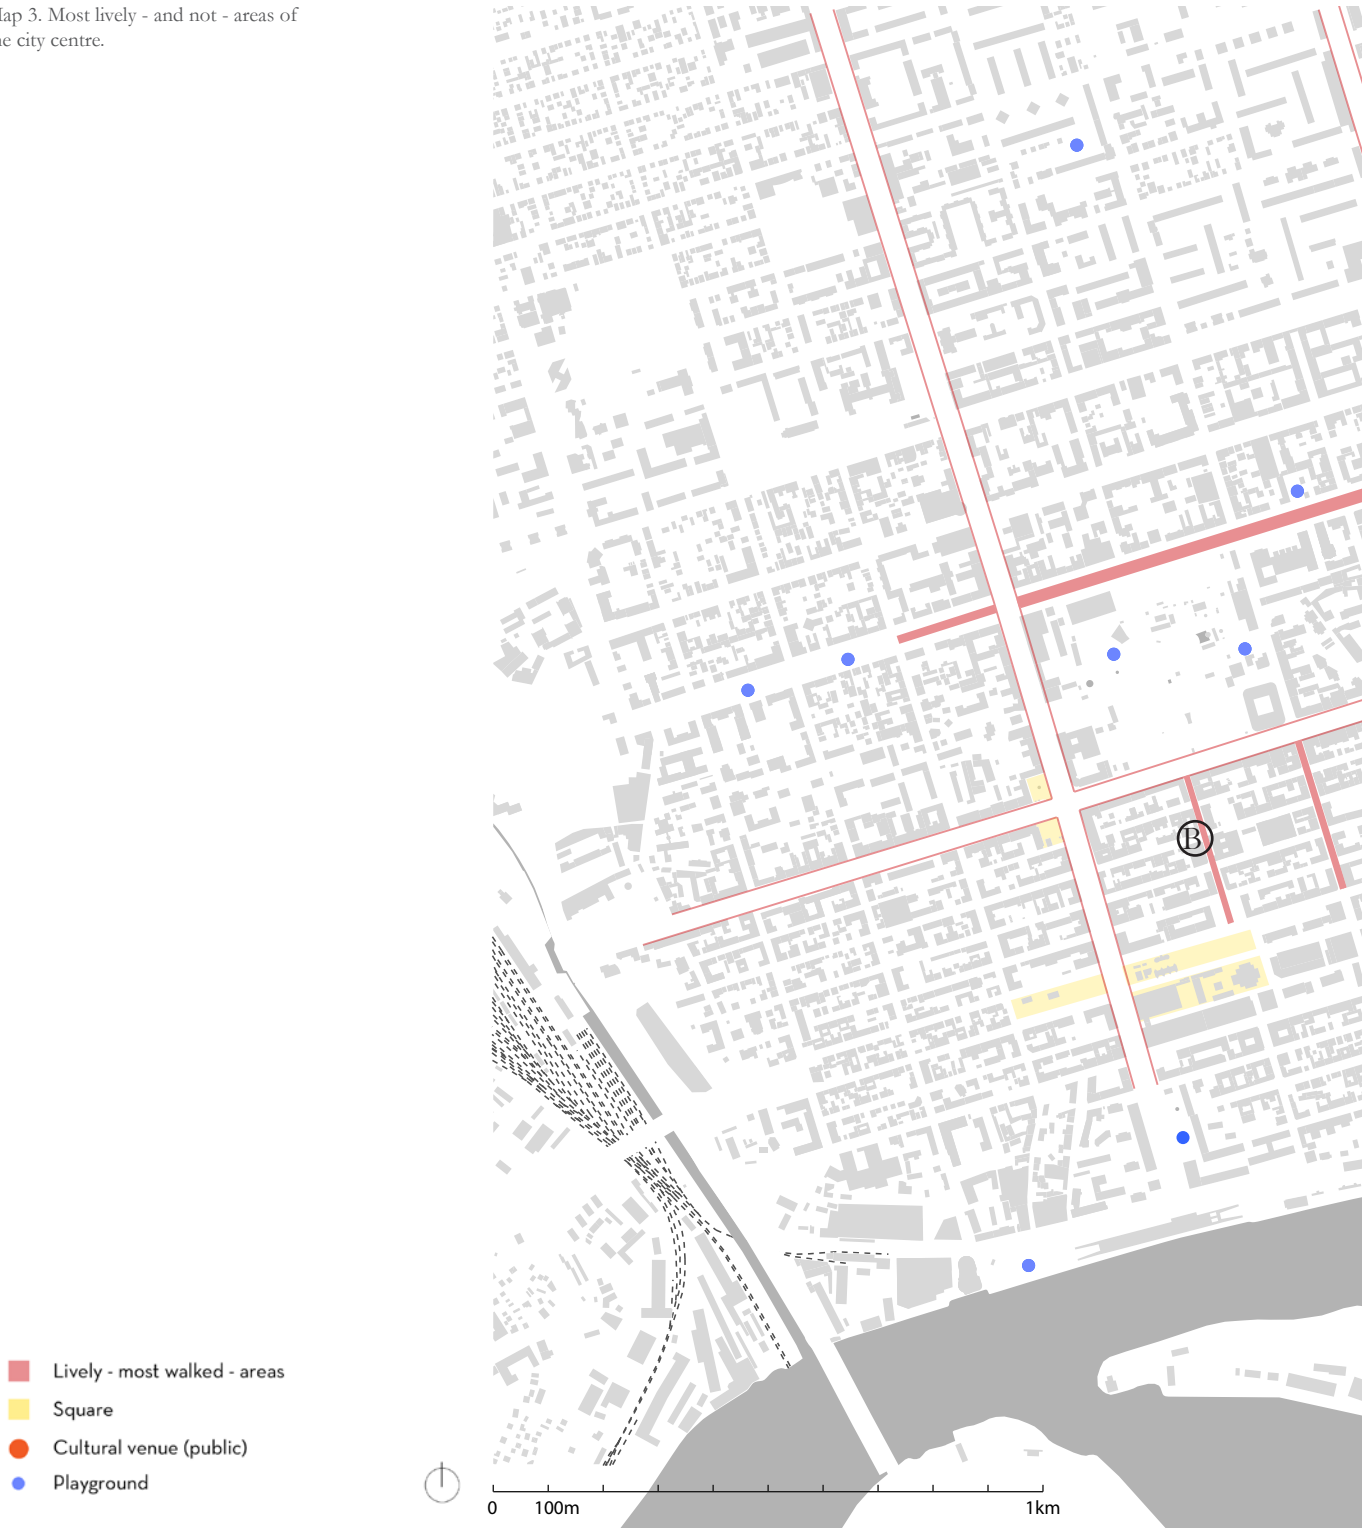 ap 3. Most lively - and not - areas of
e city centre.
B
Lively - most walked - areas
Square
Cultural venue (public)
Playground
0 100m 1km